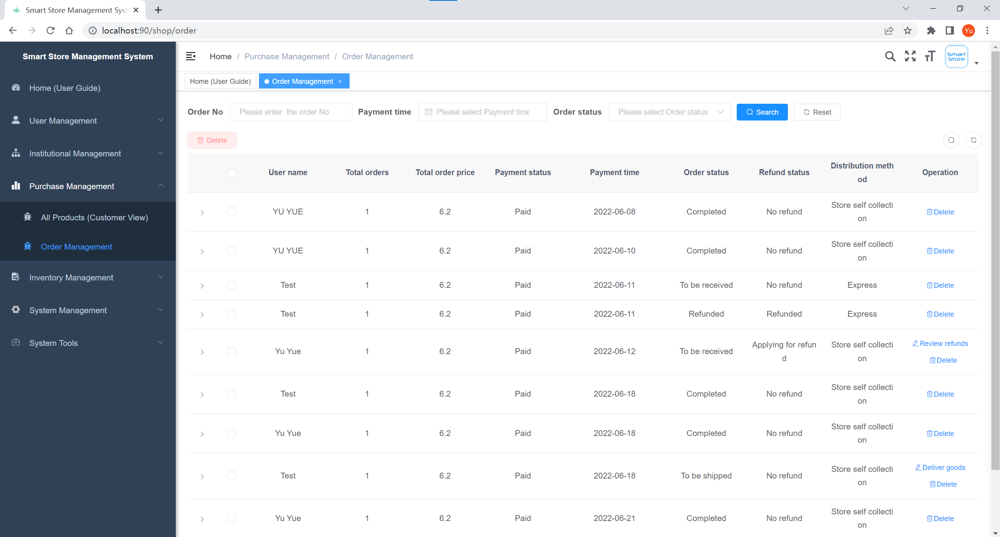 Smart Store Management Syst
localhost:90/shop/order
Yu
Smart Store Management System
Home (User Guide)
User Management
Institutional Management
Purchase Management
All Products (Customer View)
Order Management
Inventory Management
System Management
System Tools
Home / Purchase Management / Order Management
Smart
Store
Home (User Guide)
Order Management ×
Order No Please enter the order No Payment time Please select Payment time Order status Please select Order status Search Reset
Delete
User name Total orders Total order price Payment status Payment time Order status Refund status Distribution meth
od Operation
YU YUE 1 6.2 Paid 2022-06-08 Completed No refund Store self collecti
on Delete
YU YUE 1 6.2 Paid 2022-06-10 Completed No refund Store self collecti
on Delete
Test 1 6.2 Paid 2022-06-11 To be received No refund Express Delete
Test 1 6.2 Paid 2022-06-11 Refunded Refunded Express Delete
Yu Yue 1 6.2 Paid 2022-06-12 To be received Applying for refun
d Store self collecti
on Review refunds
Delete
Test 1 6.2 Paid 2022-06-18 Completed No refund Store self collecti
on Delete
Yu Yue 1 6.2 Paid 2022-06-18 Completed No refund Store self collecti
on Delete
Test 1 6.2 Paid 2022-06-18 To be shipped No refund Store self collecti
on Deliver goods
Delete
Yu Yue 1 6.2 Paid 2022-06-21 Completed No refund Store self collecti
on Delete